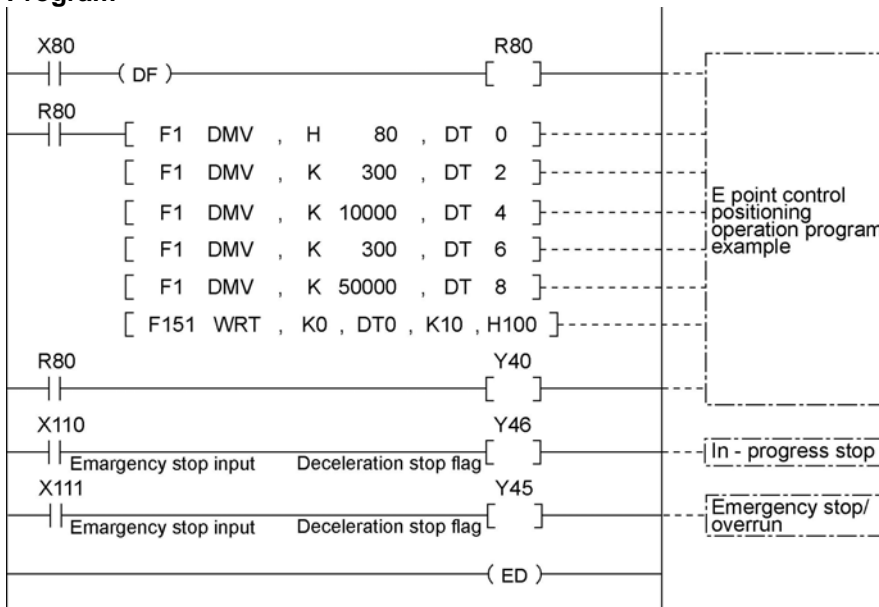 Program
X80 R80
( DF )
R80
[ F1 DMV , H 80 , DT 0 ]
[ F1 DMV , K 300 , DT 2 ]
[ F1 DMV , K 10000 , DT 4 ]
[ F1 DMV , K 300 , DT 6 ]
[ F1 DMV , K 50000 , DT 8 ]
[ F151 WRT , K0 , DT0 , K10 , H100 ]
E point control
positioning
operation program
example
R80 Y40
X110 Y46
Emargency stop input Deceleration stop flag
In - progress stop
X111 Y45
Emargency stop input Deceleration stop flag
Emergency stop/
overrun
( ED )